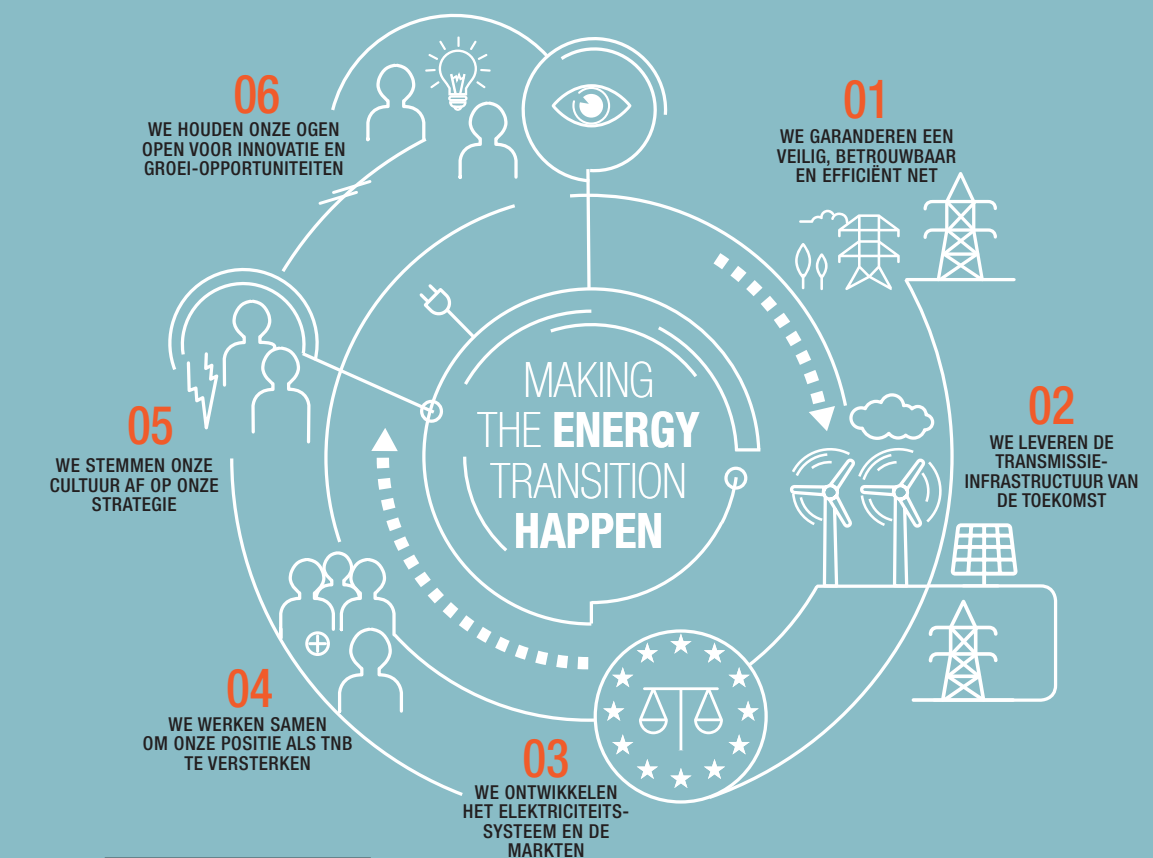 06
WE HOUDEN ONZE OGEN
OPEN VOOR INNOVATIE EN
GROEI-OPPORTUNITEITEN
01
WE GARANDEREN EEN
VEILIG, BETROUWBAAR
EN EFFICIËNT NET
MAKING
THE ENERGY
TRANSITION
HAPPEN
02
WE LEVEREN DE
TRANSMISSIE-
INFRASTRUCTUUR VAN
DE TOEKOMST
05
WE STEMMEN ONZE
CULTUUR AF OP ONZE
STRATEGIE
04
WE WERKEN SAMEN
OM ONZE POSITIE ALS TNB
TE VERSTERKEN
03
WE ONTWIKKELEN
HET ELEKTRICITEITS-
SYSTEEM EN DE
MARKTEN